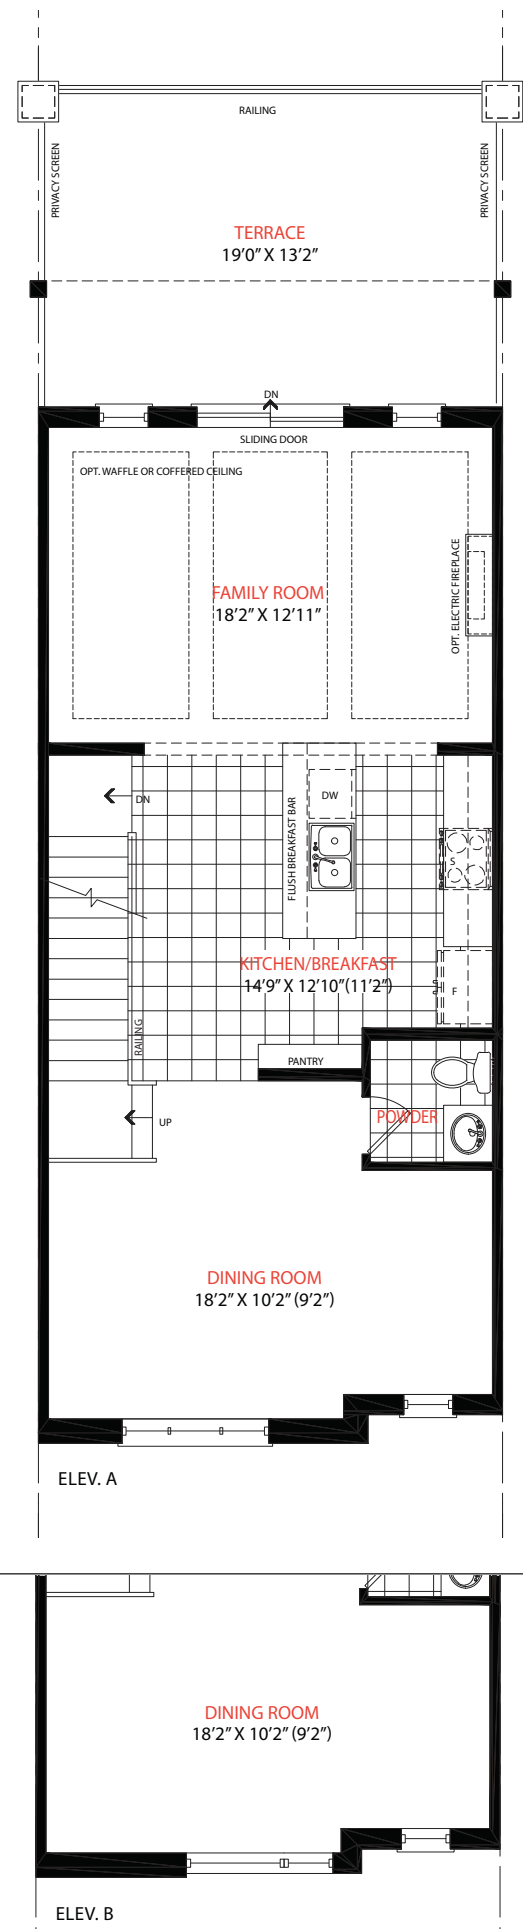 RAILING
PRIVACY SCREEN
PRIVACY SCREEN
TERRACE
19'0" X 13'2"
DN
SLIDING DOOR
OPT. WAFFLE OR COFFERED CEILING
OPT. ELECTRIC FIREPLACE
FAMILY ROOM
18'2" X 12'11"
DN
DW
FLUSH BREAKFAST BAR
S
KITCHEN/BREAKFAST
14'9" X 12'10"(11'2")
F
RAILING
PANTRY
UP
POWDER
DINING ROOM
18'2" X 10'2" (9'2")
ELEV. A
DINING ROOM
18'2" X 10'2" (9'2")
ELEV. B